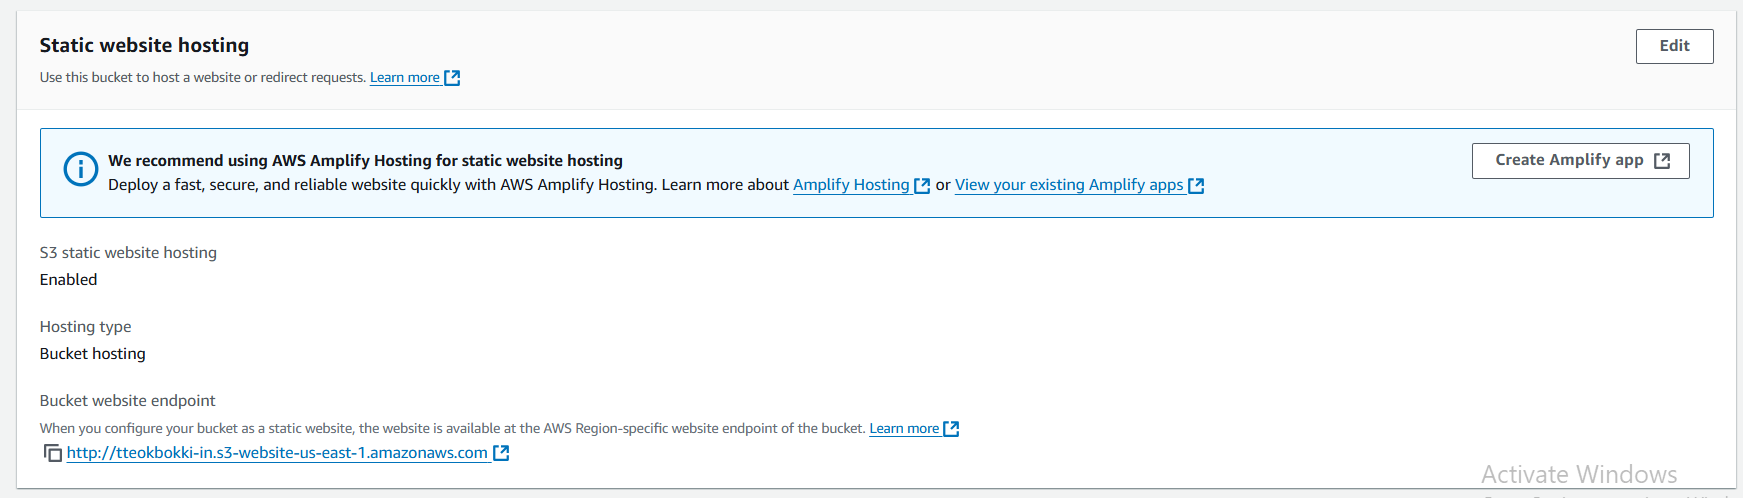 Static website hosting
Edit
Use this bucket to host a website or redirect requests. Learn more
We recommend using AWS Amplify Hosting for static website hosting
Create Amplify app
Deploy a fast, secure, and reliable website quickly with AWS Amplify Hosting. Learn more about Amplify Hosting or View your existing Amplify apps
S3 static website hosting
Enabled
Hosting type
Bucket hosting
Bucket website endpoint
When you configure your bucket as a static website, the website is available at the AWS Region-specific website endpoint of the bucket. Learn more
http://tteokbokki-in.s3-website-us-east-1.amazonaws.com
Activate Windows